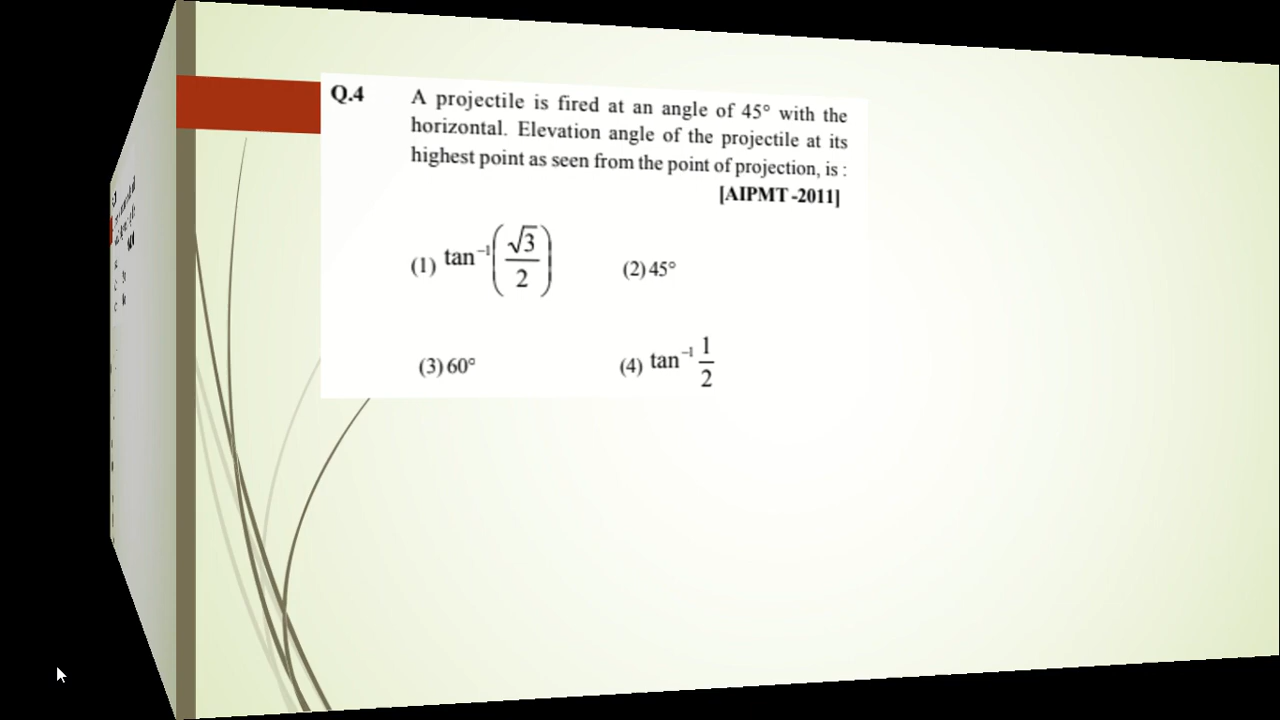 Q.4 A projectile is fired at an angle of 45° with the
horizontal. Elevation angle of the projectile at its
highest point as seen from the point of projection, is :
[AIPMT -2011]
(1) tan⁻¹(√3/2) (2) 45°
(3) 60° (4) tan⁻¹ 1/2